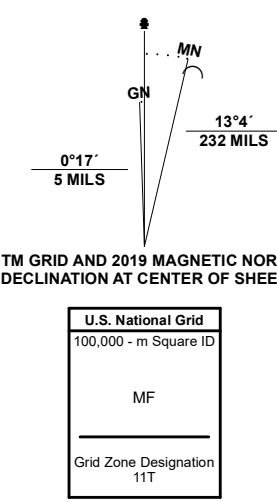 MN
GN
13°4´
232 MILS
0°17´
5 MILS
TM GRID AND 2019 MAGNETIC NOR
DECLINATION AT CENTER OF SHEE
U.S. National Grid
100,000 - m Square ID
MF
Grid Zone Designation
11T